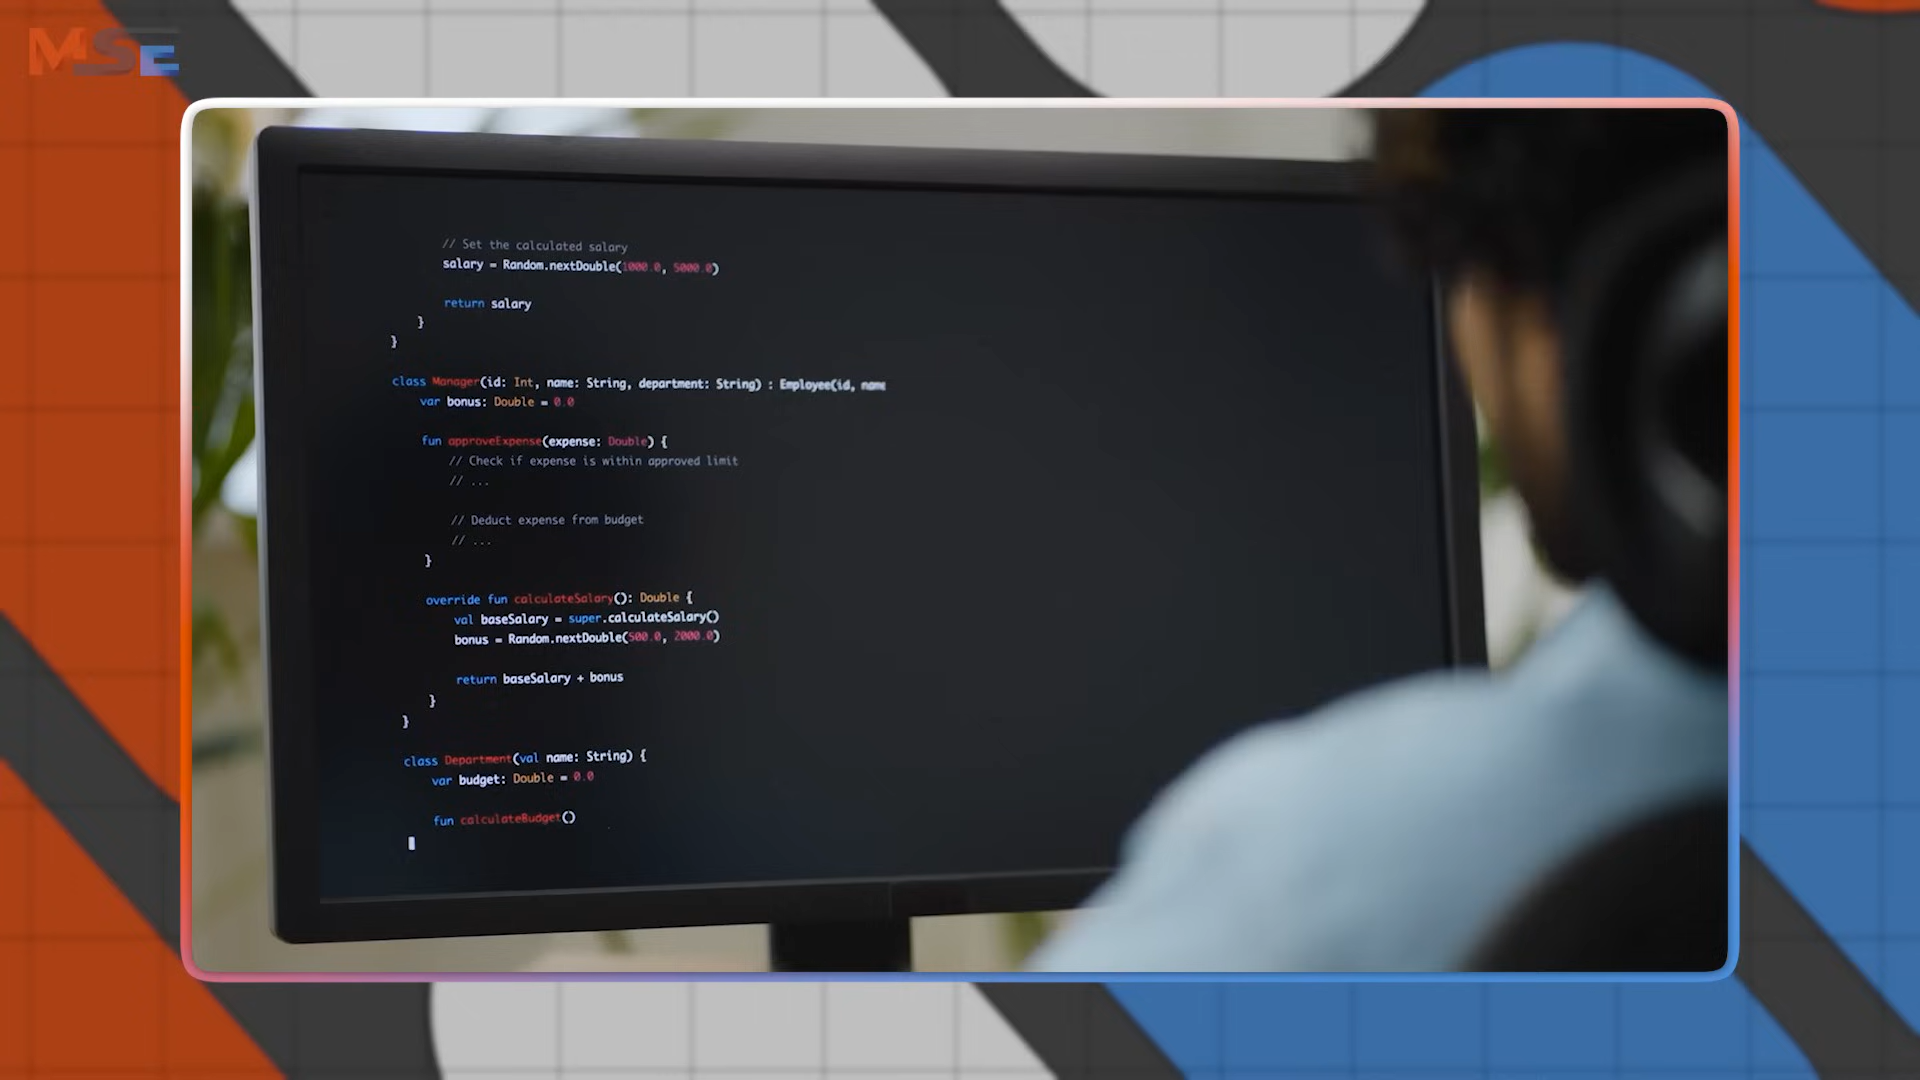 MSE
// Set the calculated salary
salary = Random.nextDouble(1000.0, 5000.0)
return salary
}
}
class Manager(id: Int, name: String, department: String) : Employee(id, name
var bonus: Double = 0.0
fun approveExpense(expense: Double) {
// Check if expense is within approved limit
// ...
// Deduct expense from budget
// ...
}
override fun calculateSalary(): Double {
val baseSalary = super.calculateSalary()
bonus = Random.nextDouble(500.0, 2000.0)
return baseSalary + bonus
}
}
class Department(val name: String) {
var budget: Double = 0.0
fun calculateBudget()